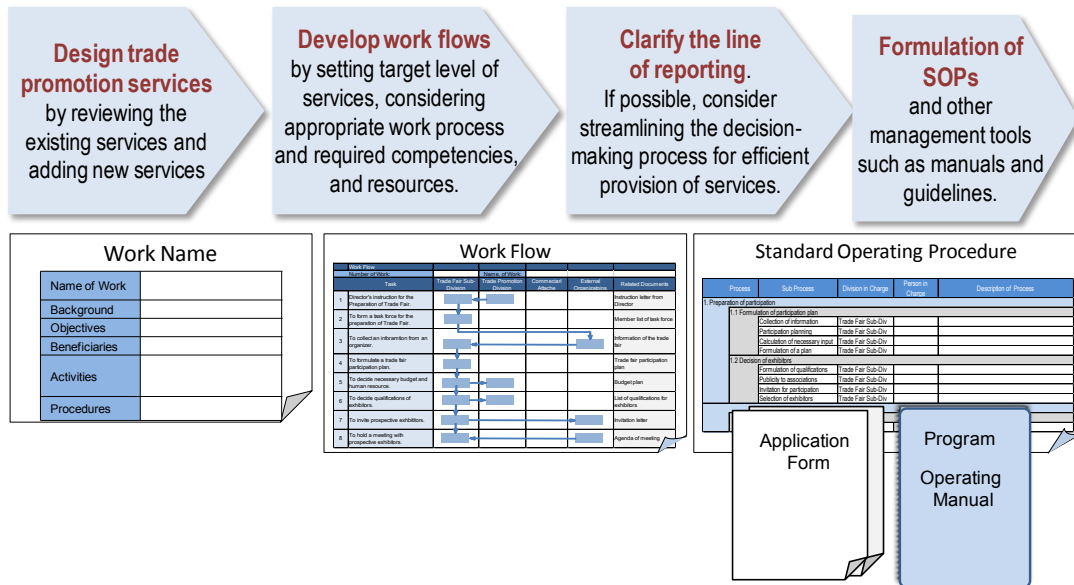 Design trade
promotion services
by reviewing the
existing services and
adding new services
Develop work flows
by setting target level of
services, considering
appropriate work process
and required competencies,
and resources.
Clarify the line
of reporting.
If possible, consider
streamlining the decision-
making process for efficient
provision of services.
Formulation of
SOPs
and other
management tools
such as manuals and
guidelines.
Work Name
Name of Work
Background
Objectives
Beneficiaries
Activities
Procedures
Work Flow
Work Flow
Number of Work:
Name, of Work:
Task
Trade Fair Sub-
Division
Trade Promotion
Division
Commecial
Attache
External
Organizations
Related Documents
1
Director's instruction for the
Preparation of Trade Fair.
Instruction letter from
Director
2
To form a task force for the
preparation of Trade Fair.
Member list of task force
3
To collect an infromtion from an
organizer.
Information of the trade
fair
4
To formulate a trade fair
participation plan.
Trade fair participation
plan
5
To decide necessary budget and
human resource.
Budget plan
6
To decide qualifications of
exhibitors.
List of qualifications for
exhibitors
7
To invite prospective exhibitors.
Invitation letter
8
To hold a meeting with
prospective exhibitors.
Agenda of meeting
Standard Operating Procedure
Process
Sub Process
Division in Charge
Person in
Charge
Description of Process
1. Preparation of participation
1.1 Formulation of participation plan
Collection of information
Trade Fair Sub-Div
Participation planning
Trade Fair Sub-Div
Calculation of necessary input
Trade Fair Sub-Div
Formulation of a plan
Trade Fair Sub-Div
1.2 Decision of exhibitors
Formulation of qualifications
Trade Fair Sub-Div
Publicity to associations
Trade Fair Sub-Div
Invitation for participation
Trade Fair Sub-Div
Selection of exhibitors
Trade Fair Sub-Div
Application
Form
Program
Operating
Manual